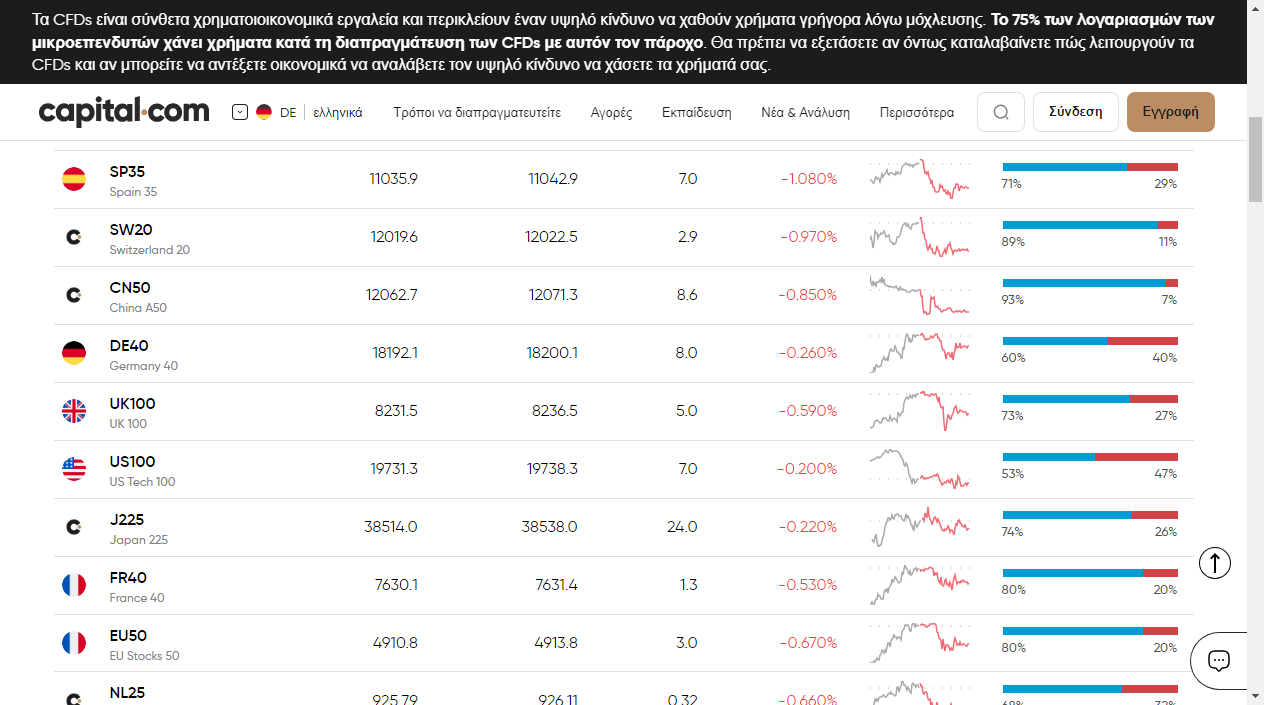 Τα CFDs είναι σύνθετα χρηματοιοικονομικά εργαλεία και περικλείουν έναν υψηλό κίνδυνο να χαθούν χρήματα γρήγορα λόγω μόχλευσης. Το 75% των λογαριασμών των
μικροεπενδυτών χάνει χρήματα κατά τη διαπραγμάτευση των CFDs με αυτόν τον πάροχο. Θα πρέπει να εξετάσετε αν όντως καταλαβαίνετε πώς λειτουργούν τα
CFDs και αν μπορείτε να αντέξετε οικονομικά να αναλάβετε τον υψηλό κίνδυνο να χάσετε τα χρήματά σας.
capital.com DE ελληνικά Τρόποι να διαπραγματευτείτε Αγορές Εκπαίδευση Νέα & Ανάλυση Περισσότερα Σύνδεση Εγγραφή
SP35 11035.9 11042.9 7.0 -1.080%
Spain 35 71% 29%
SW20 12019.6 12022.5 2.9 -0.970%
Switzerland 20 89% 11%
CN50 12062.7 12071.3 8.6 -0.850%
China A50 93% 7%
DE40 18192.1 18200.1 8.0 -0.260%
Germany 40 60% 40%
UK100 8231.5 8236.5 5.0 -0.590%
UK 100 73% 27%
US100 19731.3 19738.3 7.0 -0.200%
US Tech 100 53% 47%
J225 38514.0 38538.0 24.0 -0.220%
Japan 225 74% 26%
FR40 7630.1 7631.4 1.3 -0.530%
France 40 80% 20%
EU50 4910.8 4913.8 3.0 -0.670%
EU Stocks 50 80% 20%
NL25 925.79 926.11 0.32 -0.660%